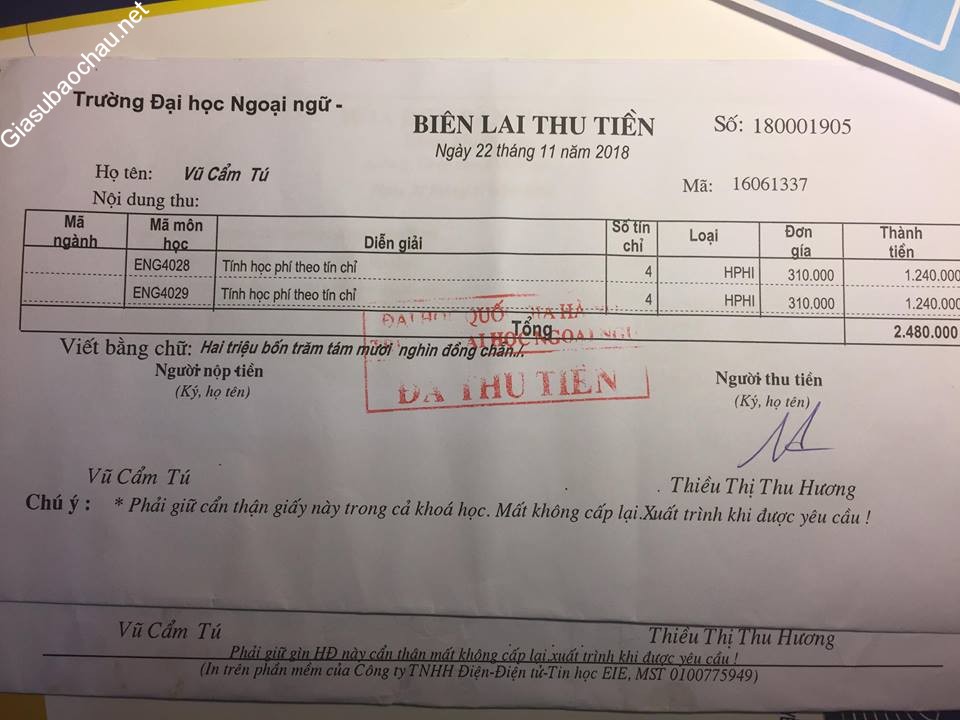 Giasubaochau.net
Trường Đại học Ngoại ngữ -
BIÊN LAI THU TIỀN
Số: 180001905
Ngày 22 tháng 11 năm 2018
Họ tên: Vũ Cẩm Tú
Mã: 16061337
Nội dung thu:
Mã ngành Mã môn học Diễn giải Số tín chỉ Loại Đơn gía Thành tiền
ENG4028 Tính học phí theo tín chỉ 4 HPHI 310.000 1.240.000
ENG4029 Tính học phí theo tín chỉ 4 HPHI 310.000 1.240.000
Tổng 2.480.000
ĐẠI QUỐ HÀ
ẠI HỌC NGOẠI NG
ĐÃ THU TIỀN
Viết bằng chữ: Hai triệu bốn trăm tám mươi nghìn đồng chẵn./.
Người nộp tiền Người thu tiền
(Ký, họ tên) (Ký, họ tên)
Vũ Cẩm Tú Thiều Thị Thu Hương
Chú ý : * Phải giữ cẩn thận giấy này trong cả khoá học. Mất không cấp lại.Xuất trình khi được yêu cầu !
Vũ Cẩm Tú Thiều Thị Thu Hương
Phải giữ gìn HĐ này cẩn thận mất không cấp lại,xuất trình khi được yêu cầu !
(In trên phần mềm của Công ty TNHH Điện-Điện tử-Tin học EIE, MST 0100775949)